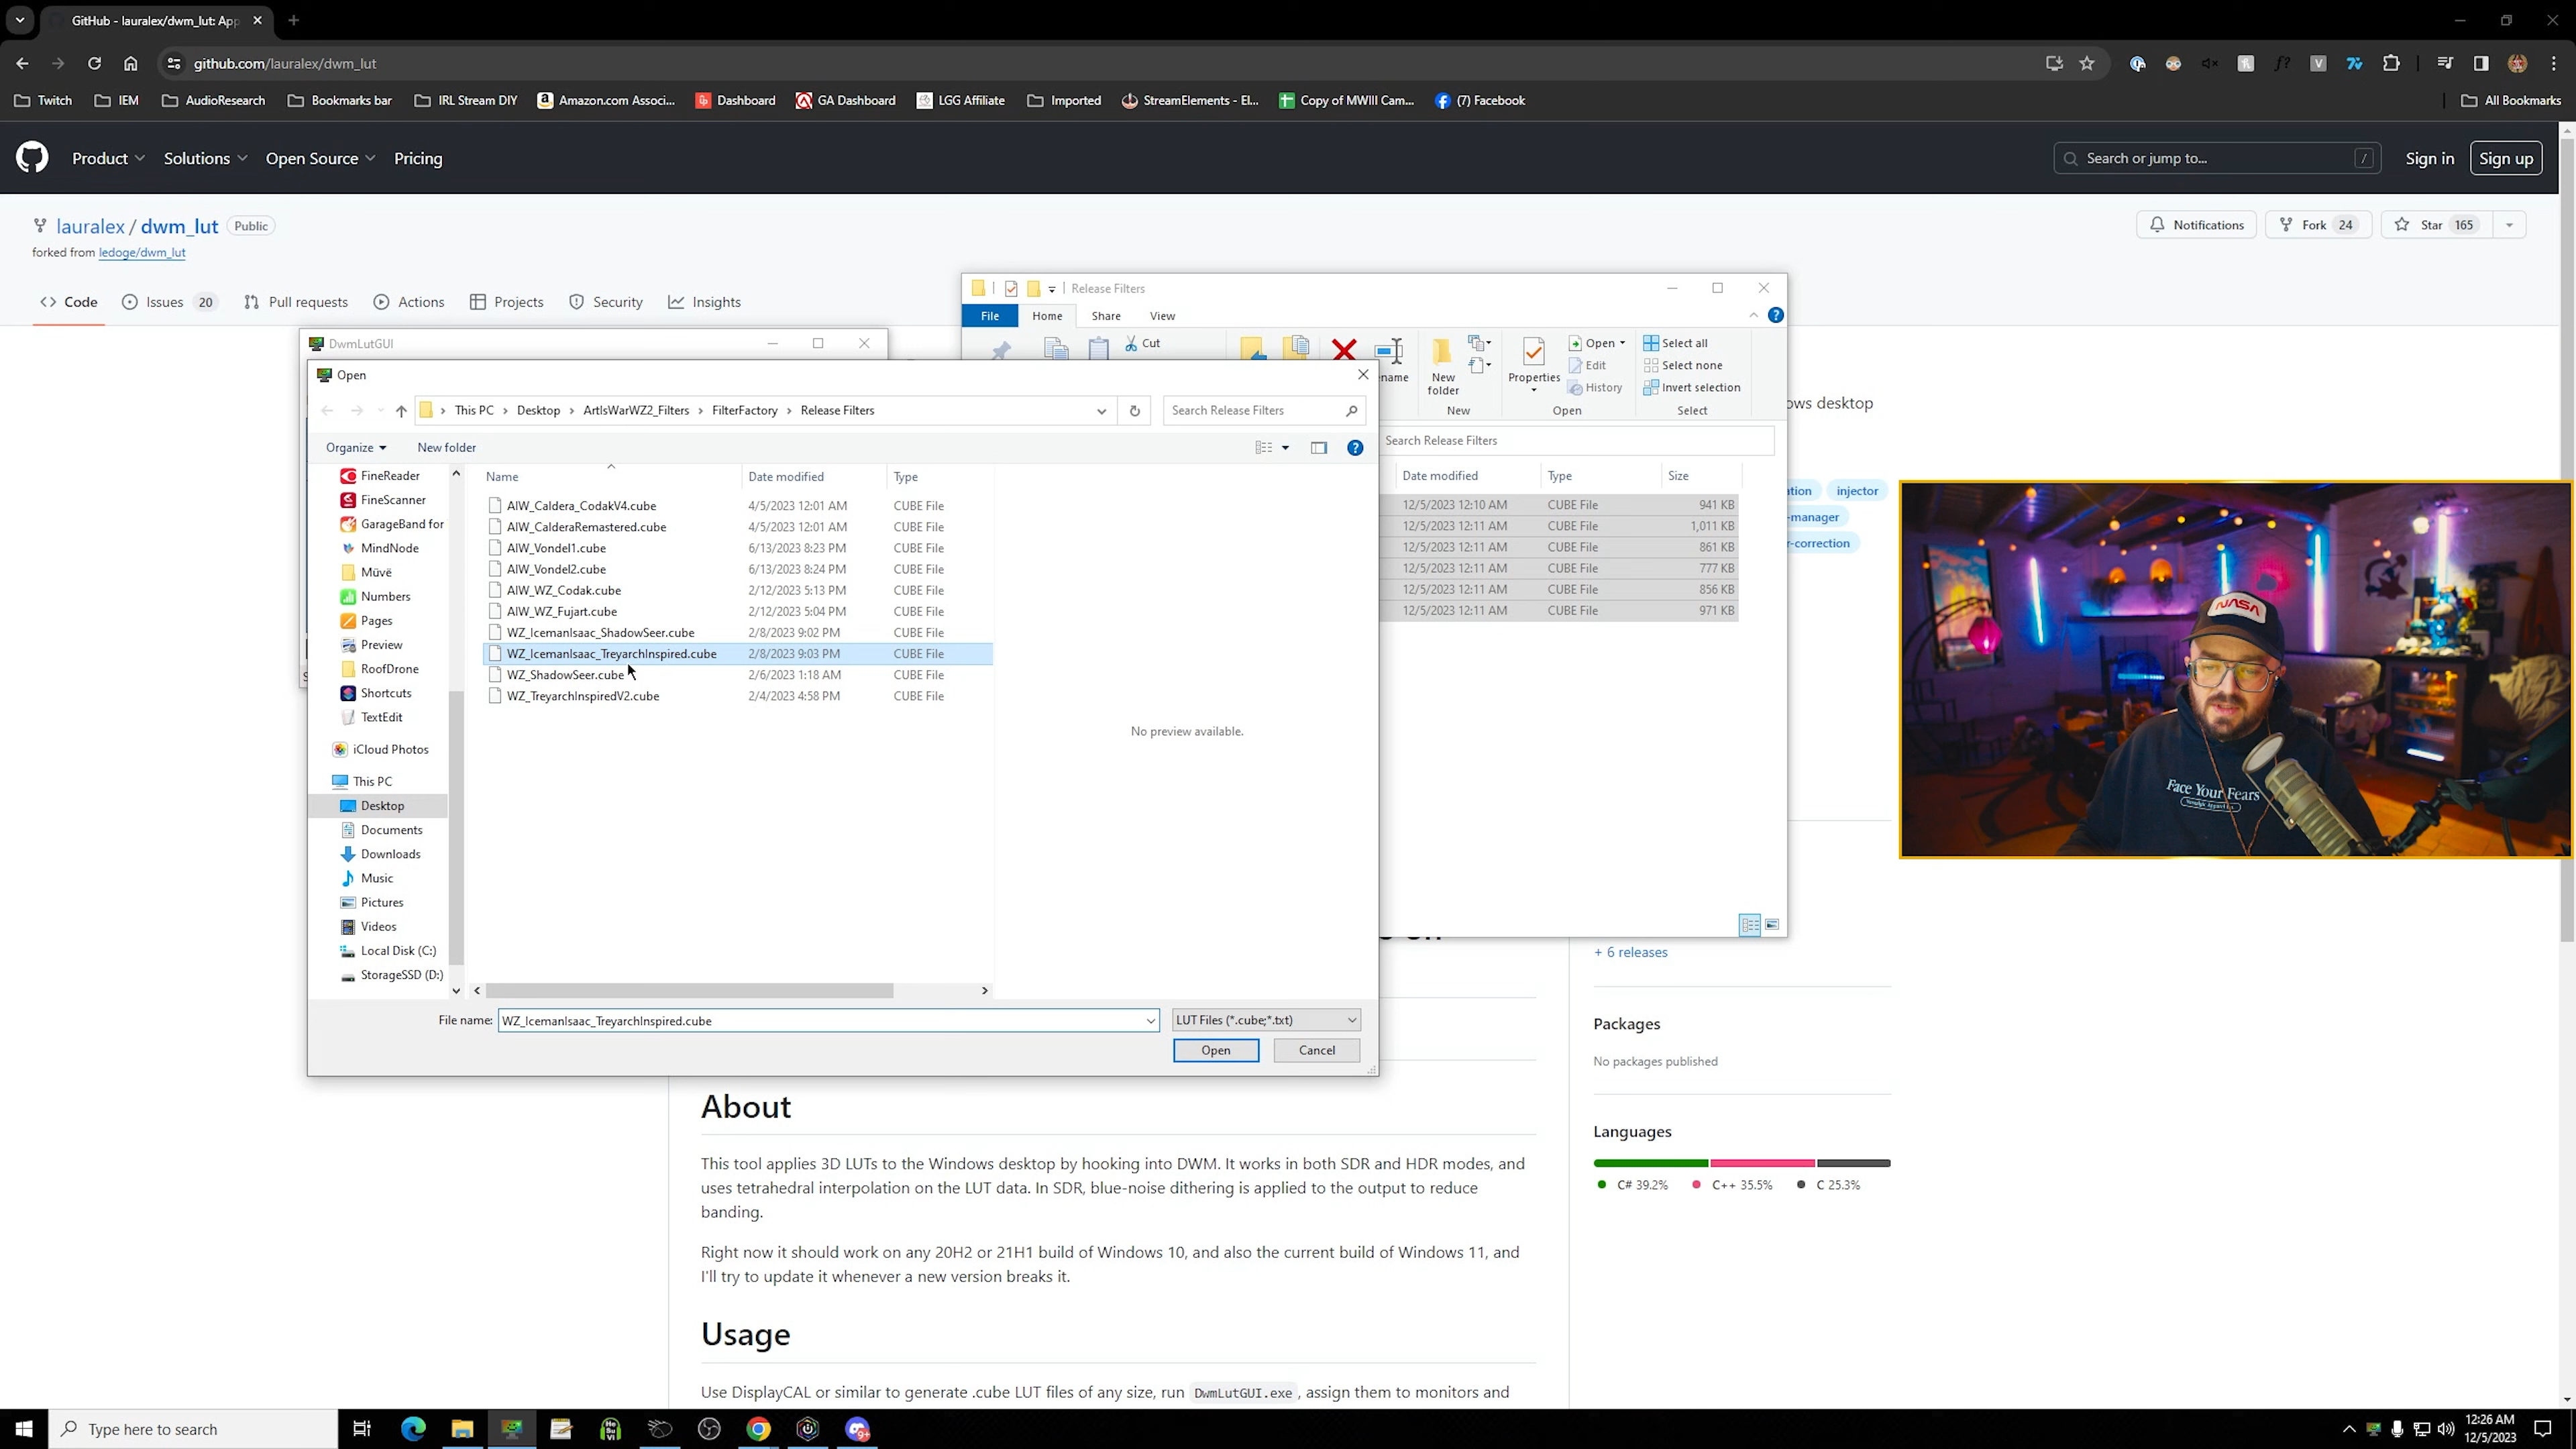 GitHub - lauralex/dwm_lut: App
github.com/lauralex/dwm_lut
Twitch
IEM
AudioResearch
Bookmarks bar
IRL Stream DIY
Amazon.com Associ...
Dashboard
GA Dashboard
LGG Affiliate
Imported
StreamElements - El...
Copy of MWIII Cam...
(7) Facebook
All Bookmarks
Product
Solutions
Open Source
Pricing
Search or jump to...
/
Sign in
Sign up
lauralex / dwm_lut
Public
forked from ledoge/dwm_lut
Notifications
Fork 24
Star 165
Code
Issues 20
Pull requests
Actions
Projects
Security
Insights
Release Filters
File
Home
Share
View
Cut
ename
New
folder
Properties
Open
Edit
History
Select all
Select none
Invert selection
New
Open
Select
ows desktop
Search Release Filters
Date modified
Type
Size
12/5/2023 12:10 AM CUBE File 941 KB
12/5/2023 12:11 AM CUBE File 1,011 KB
12/5/2023 12:11 AM CUBE File 861 KB
12/5/2023 12:11 AM CUBE File 777 KB
12/5/2023 12:11 AM CUBE File 856 KB
12/5/2023 12:11 AM CUBE File 971 KB
tion
injector
-manager
r-correction
DwmLutGUI
Open
This PC › Desktop › ArtIsWarWZ2_Filters › FilterFactory › Release Filters
Search Release Filters
Organize
New folder
Name
Date modified
Type
AIW_Caldera_CodakV4.cube 4/5/2023 12:01 AM CUBE File
AIW_CalderaRemastered.cube 4/5/2023 12:01 AM CUBE File
AIW_Vondel1.cube 6/13/2023 8:23 PM CUBE File
AIW_Vondel2.cube 6/13/2023 8:24 PM CUBE File
AIW_WZ_Codak.cube 2/12/2023 5:13 PM CUBE File
AIW_WZ_Fujart.cube 2/12/2023 5:04 PM CUBE File
WZ_IcemanIsaac_ShadowSeer.cube 2/8/2023 9:02 PM CUBE File
WZ_IcemanIsaac_TreyarchInspired.cube 2/8/2023 9:03 PM CUBE File
WZ_ShadowSeer.cube 2/6/2023 1:18 AM CUBE File
WZ_TreyarchInspiredV2.cube 2/4/2023 4:58 PM CUBE File
FineReader
FineScanner
GarageBand for
MindNode
Müvë
Numbers
Pages
Preview
RoofDrone
Shortcuts
TextEdit
iCloud Photos
This PC
Desktop
Documents
Downloads
Music
Pictures
Videos
Local Disk (C:)
StorageSSD (D:)
No preview available.
File name: WZ_IcemanIsaac_TreyarchInspired.cube
LUT Files (*.cube;*.txt)
Open
Cancel
NASA
Face Your Fears
+ 6 releases
Packages
No packages published
Languages
C# 39.2%
C++ 35.5%
C 25.3%
About
This tool applies 3D LUTs to the Windows desktop by hooking into DWM. It works in both SDR and HDR modes, and
uses tetrahedral interpolation on the LUT data. In SDR, blue-noise dithering is applied to the output to reduce
banding.
Right now it should work on any 20H2 or 21H1 build of Windows 10, and also the current build of Windows 11, and
I'll try to update it whenever a new version breaks it.
Usage
Use DisplayCAL or similar to generate .cube LUT files of any size, run DwmLutGUI.exe, assign them to monitors and
Type here to search
9+
12:26 AM
12/5/2023